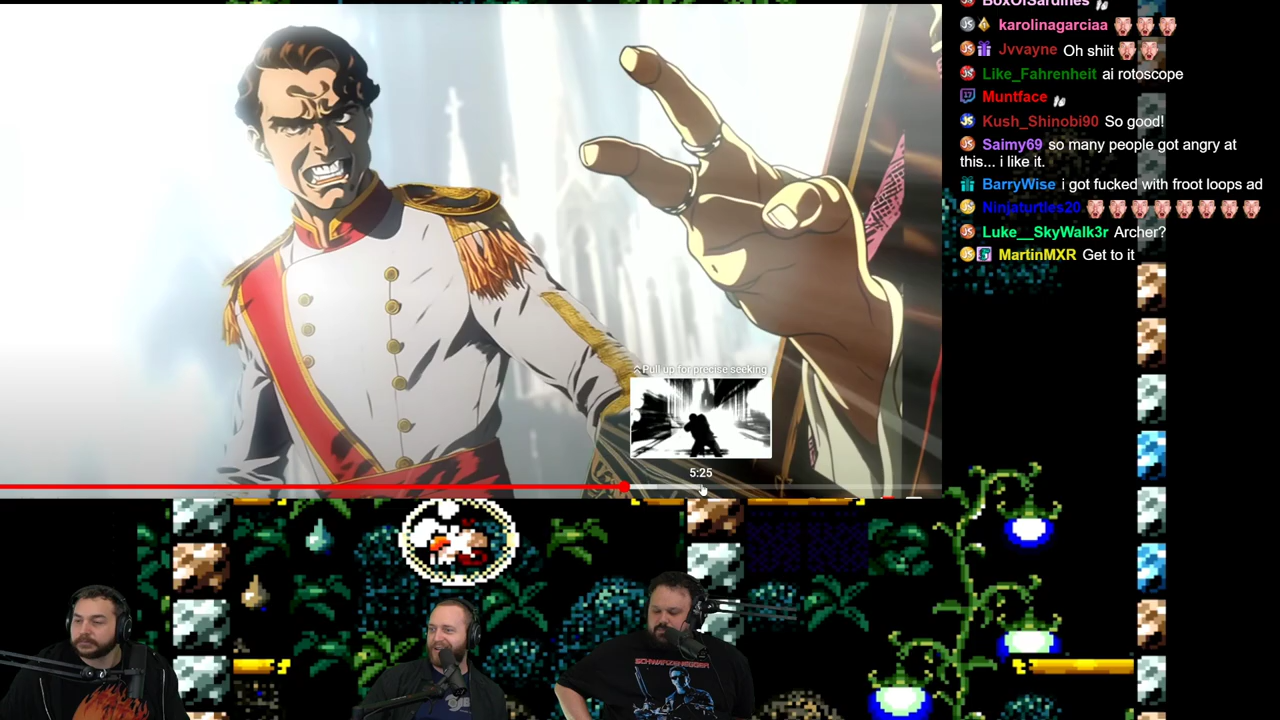 BoxOfSardines
karolinagarciaa
Jvvayne Oh shiit
Like_Fahrenheit ai rotoscope
Muntface
Kush_Shinobi90 So good!
Saimy69 so many people got angry at
this... i like it.
BarryWise i got fucked with froot loops ad
Ninjaturtles20
Luke__SkyWalk3r Archer?
MartinMXR Get to it
Pull up for precise seeking
5:25
SCHWARZENEGGER